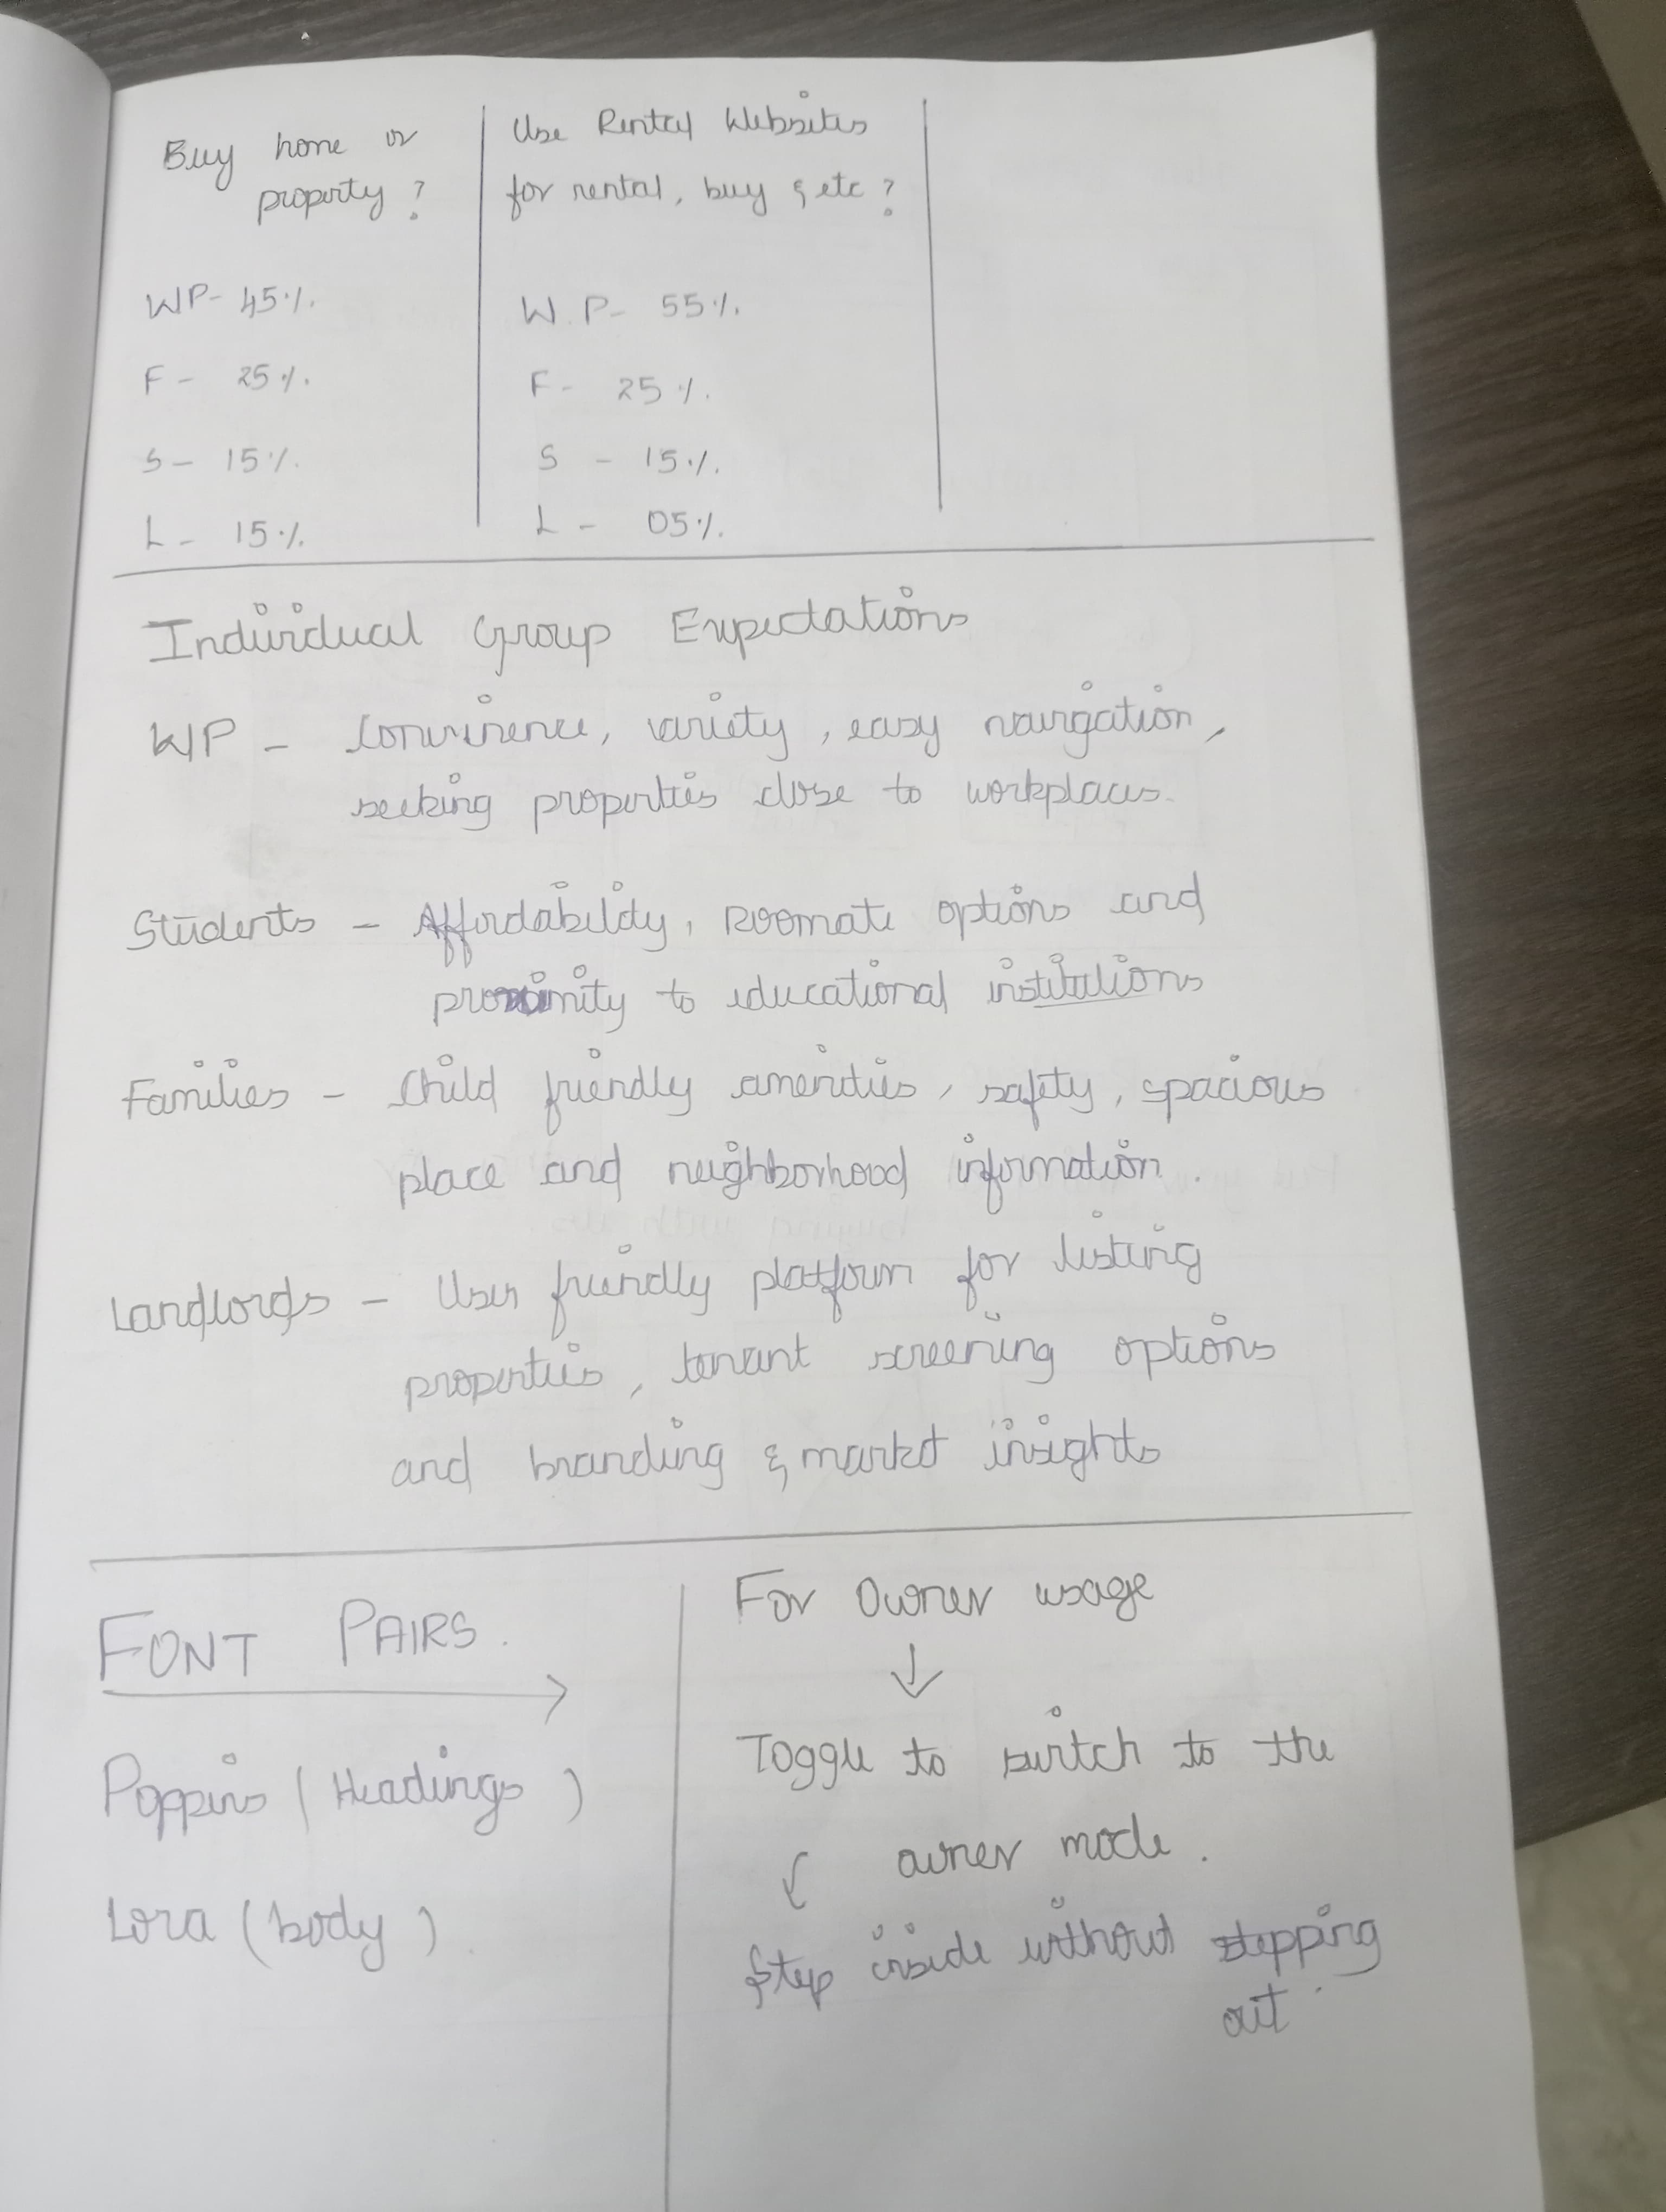 Buy home or
property ?
WP- 45%.
F - 25%.
S - 15%.
L - 15%.
Use Rental Websites
for rental, buy & etc ?
W.P- 55%.
F - 25%.
S - 15%.
L - 05%.
Individual Group Expectations
WP - Convinence, variety, easy navigation,
seeking properties close to workplaces.
Students - Affordability, Roomate options and
proximity to educational institutions
Families - Child friendly amenities, safety, spacious
place and neighborhood information.
Landlords - User friendly platform for listing
properties, tenant screening options
and branding & market insights
FONT PAIRS.
Poppins (Headings)
Lora (body).
For Owner usage
↓
Toggle to switch to the
owner mode.
Step inside without stepping
out.